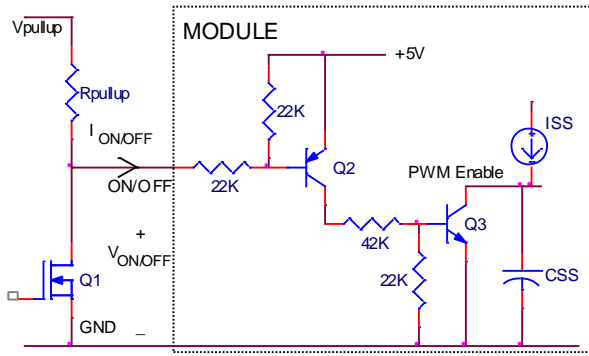 Vpullup
MODULE
+5V
Rpullup
22K
I ON/OFF
ISS
Q2
PWM Enable
ON/OFF
22K
Q3
+
42K
V ON/OFF
22K
CSS
Q1
GND
_